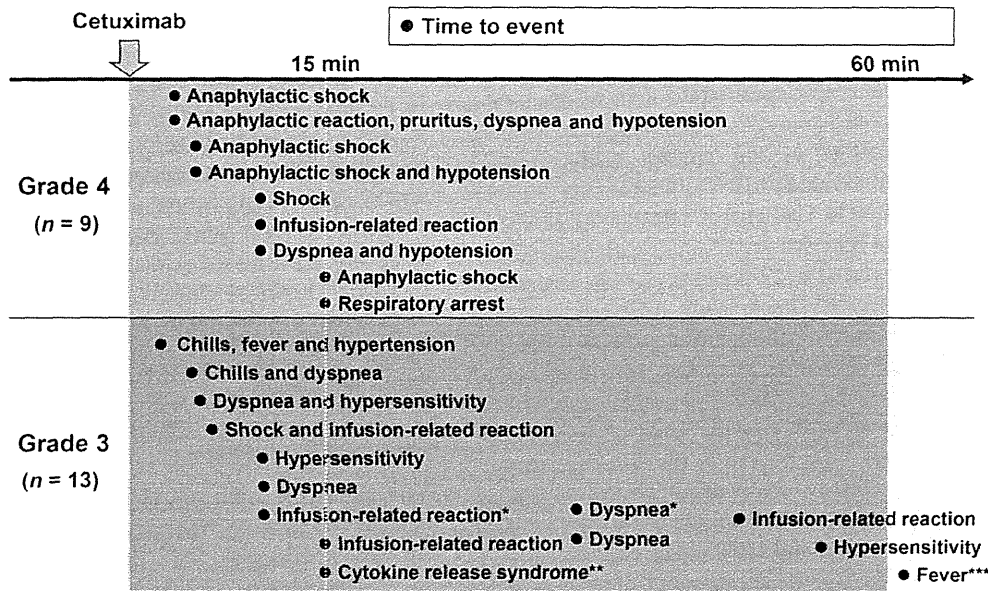 Cetuximab
● Time to event
15 min 60 min
● Anaphylactic shock
● Anaphylactic reaction, pruritus, dyspnea and hypotension
● Anaphylactic shock
● Anaphylactic shock and hypotension
Grade 4
(n = 9)
● Shock
● Infusion-related reaction
● Dyspnea and hypotension
● Anaphylactic shock
● Respiratory arrest
● Chills, fever and hypertension
● Chills and dyspnea
● Dyspnea and hypersensitivity
● Shock and Infusion-related reaction
Grade 3
(n = 13)
● Hypersensitivity
● Dyspnea
● Infusion-related reaction* ● Dyspnea* ● Infusion-related reaction
● Infusion-related reaction ● Dyspnea ● Hypersensitivity
● Cytokine release syndrome** ● Fever***